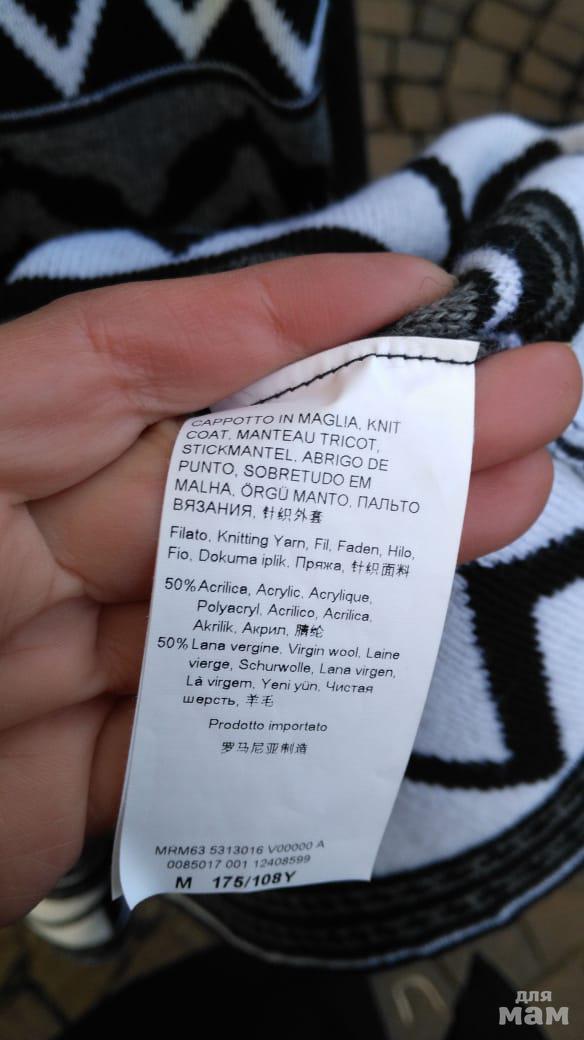 CAPPOTTO IN MAGLIA, KNIT
COAT, MANTEAU TRICOT,
STICKMANTEL, ABRIGO DE
PUNTO, SOBRETUDO EM
MALHA, ÖRGÜ MANTO, ПАЛЬТО
ВЯЗАНИЯ, 针织外套
Filato, Knitting Yarn, Fil, Faden, Hilo,
Fio, Dokuma iplik, Пряжа, 针织面料
50% Acrilica, Acrylic, Acrylique,
Polyacryl, Acrilico, Acrilica,
Akrilik, Акрил, 腈纶
50% Lana vergine, Virgin wool, Laine
vierge, Schurwolle, Lana virgen,
Là virgem, Yeni yün, Чистая
шерсть, 羊毛
Prodotto importato
罗马尼亚制造
MRM63 5313016 V00000 A
0085017 001 12408599
M 175/108Y
для
мам